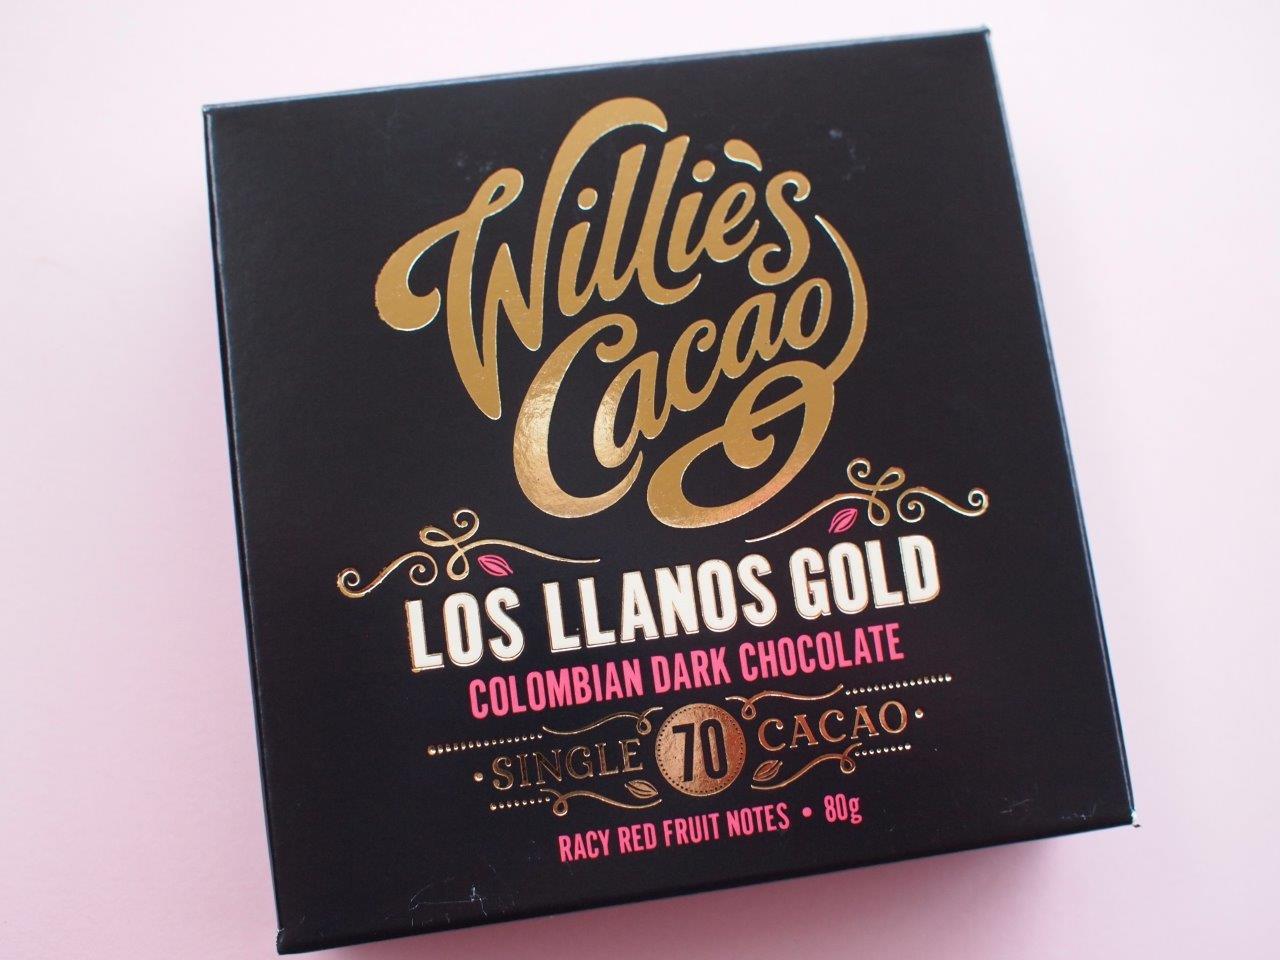 Willie's
Cacao
LOS LLANOS GOLD
COLOMBIAN DARK CHOCOLATE
SINGLE 70 CACAO
RACY RED FRUIT NOTES • 80g